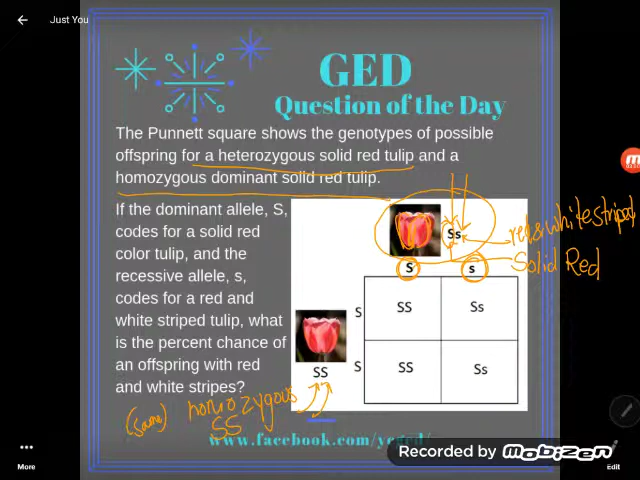 Just You
GED
Question of the Day
The Punnett square shows the genotypes of possible
offspring for a heterozygous solid red tulip and a
homozygous dominant solid red tulip.
If the dominant allele, S,
codes for a solid red
color tulip, and the
recessive allele, s,
codes for a red and
white striped tulip, what
is the percent chance of
an offspring with red
and white stripes?
Ss
red & white striped
Solid Red
S s
S SS Ss
S SS Ss
SS
(same) homozygous
SS
www.facebook.com/
Recorded by
MOBIZEN
More
Edit